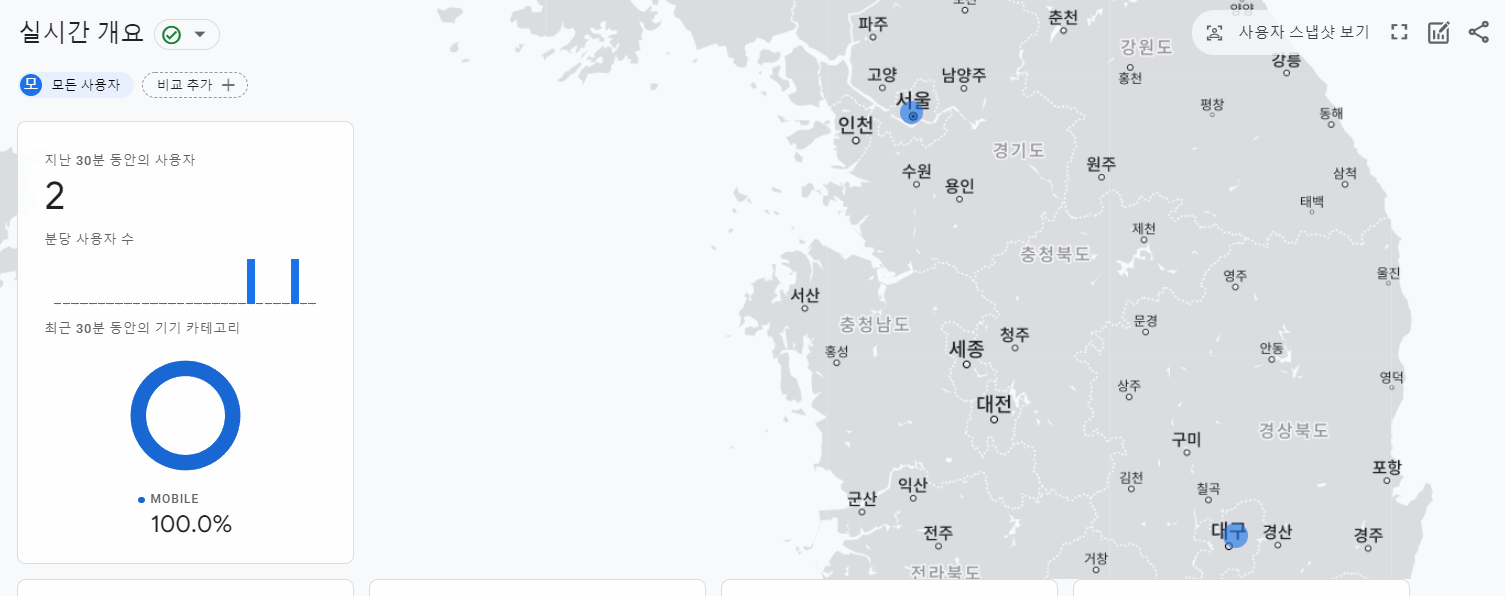 실시간 개요
사용자 스냅샷 보기
모 모든 사용자
비교 추가
지난 30분 동안의 사용자
2
분당 사용자 수
최근 30분 동안의 기기 카테고리
MOBILE
100.0%
파주
춘천
양양
강원도
강릉
고양
남양주
홍천
서울
평창
동해
인천
경기도
수원
용인
원주
삼척
태백
제천
충청북도
영주
울진
서산
충청남도
문경
청주
세종
홍성
안동
영덕
상주
대전
경상북도
구미
포항
김천
익산
칠곡
군산
전주
대구
경산
경주
거창
전라북도